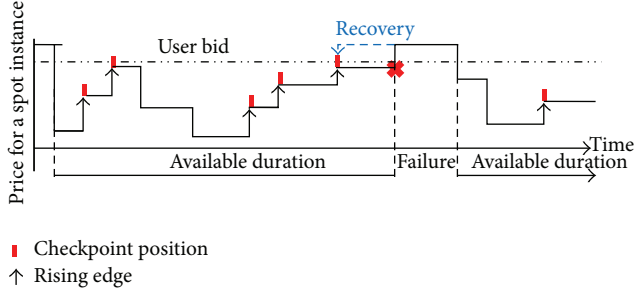 Recovery
User bid
Price for a spot instance
Time
Available duration
Failure
Available duration
Checkpoint position
Rising edge